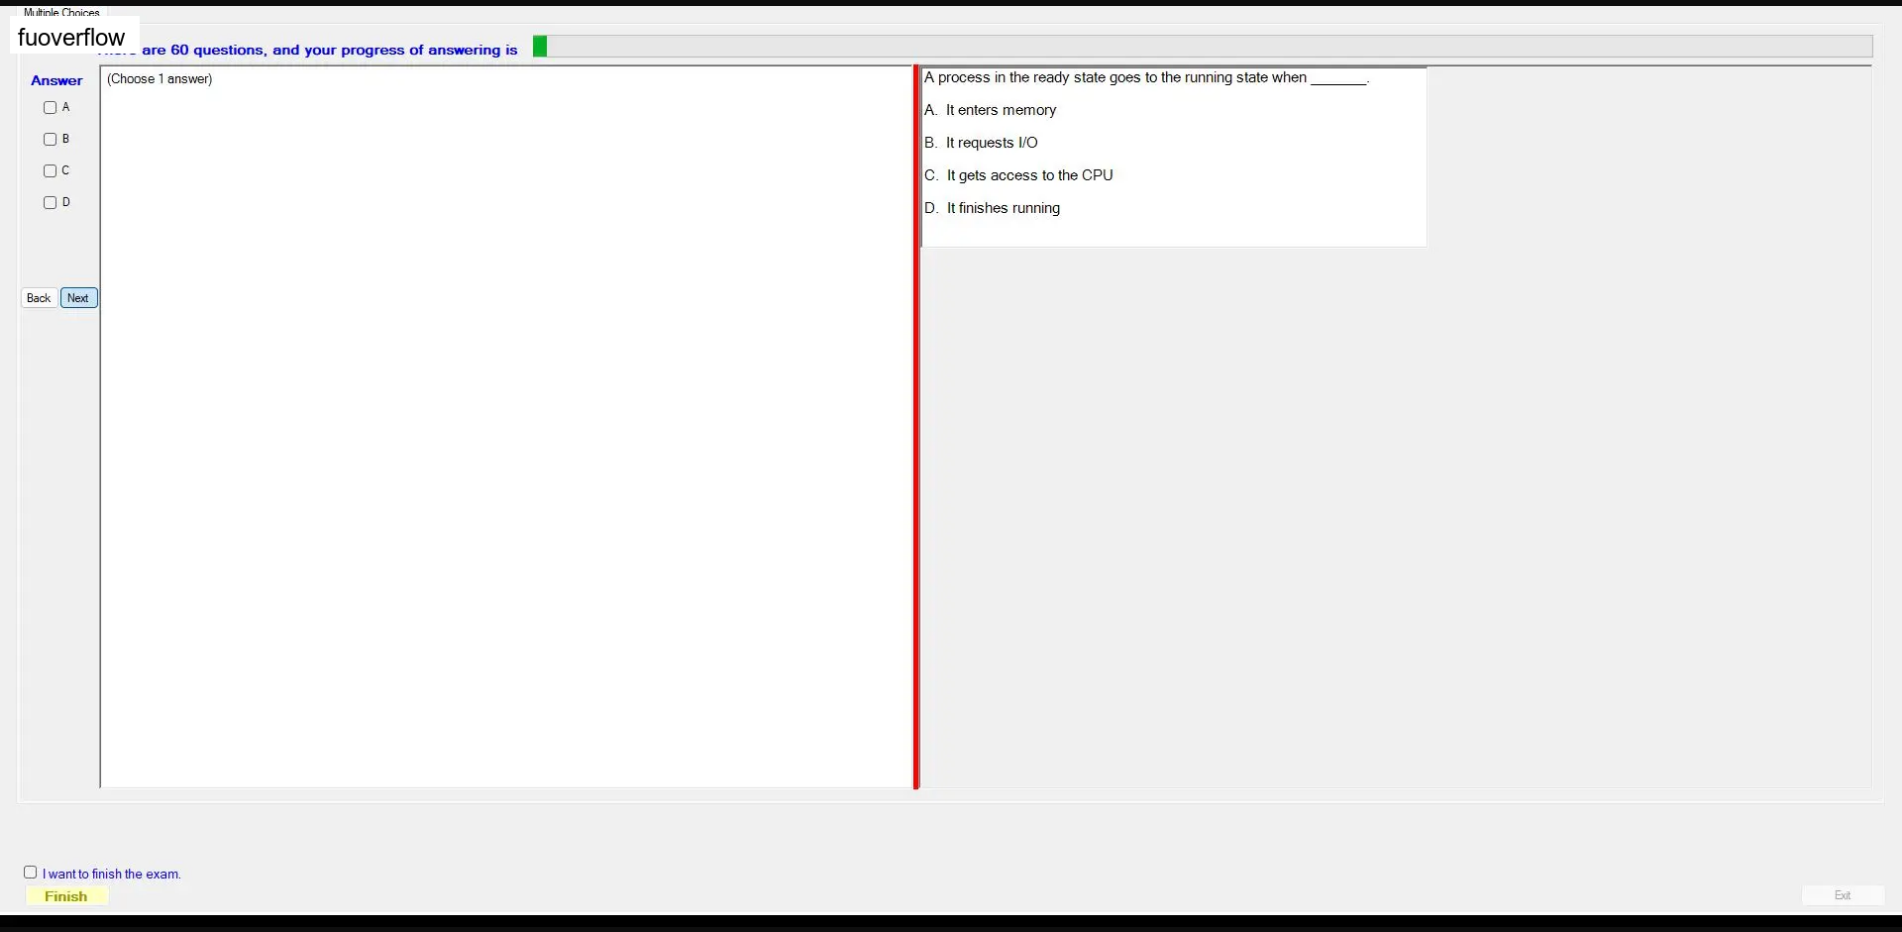 Multiple Choices
fuoverflow
are 60 questions, and your progress of answering is
Answer
(Choose 1 answer)
A
B
C
D
Back
Next
A process in the ready state goes to the running state when _______.
A. It enters memory
B. It requests I/O
C. It gets access to the CPU
D. It finishes running
I want to finish the exam.
Finish
Exit